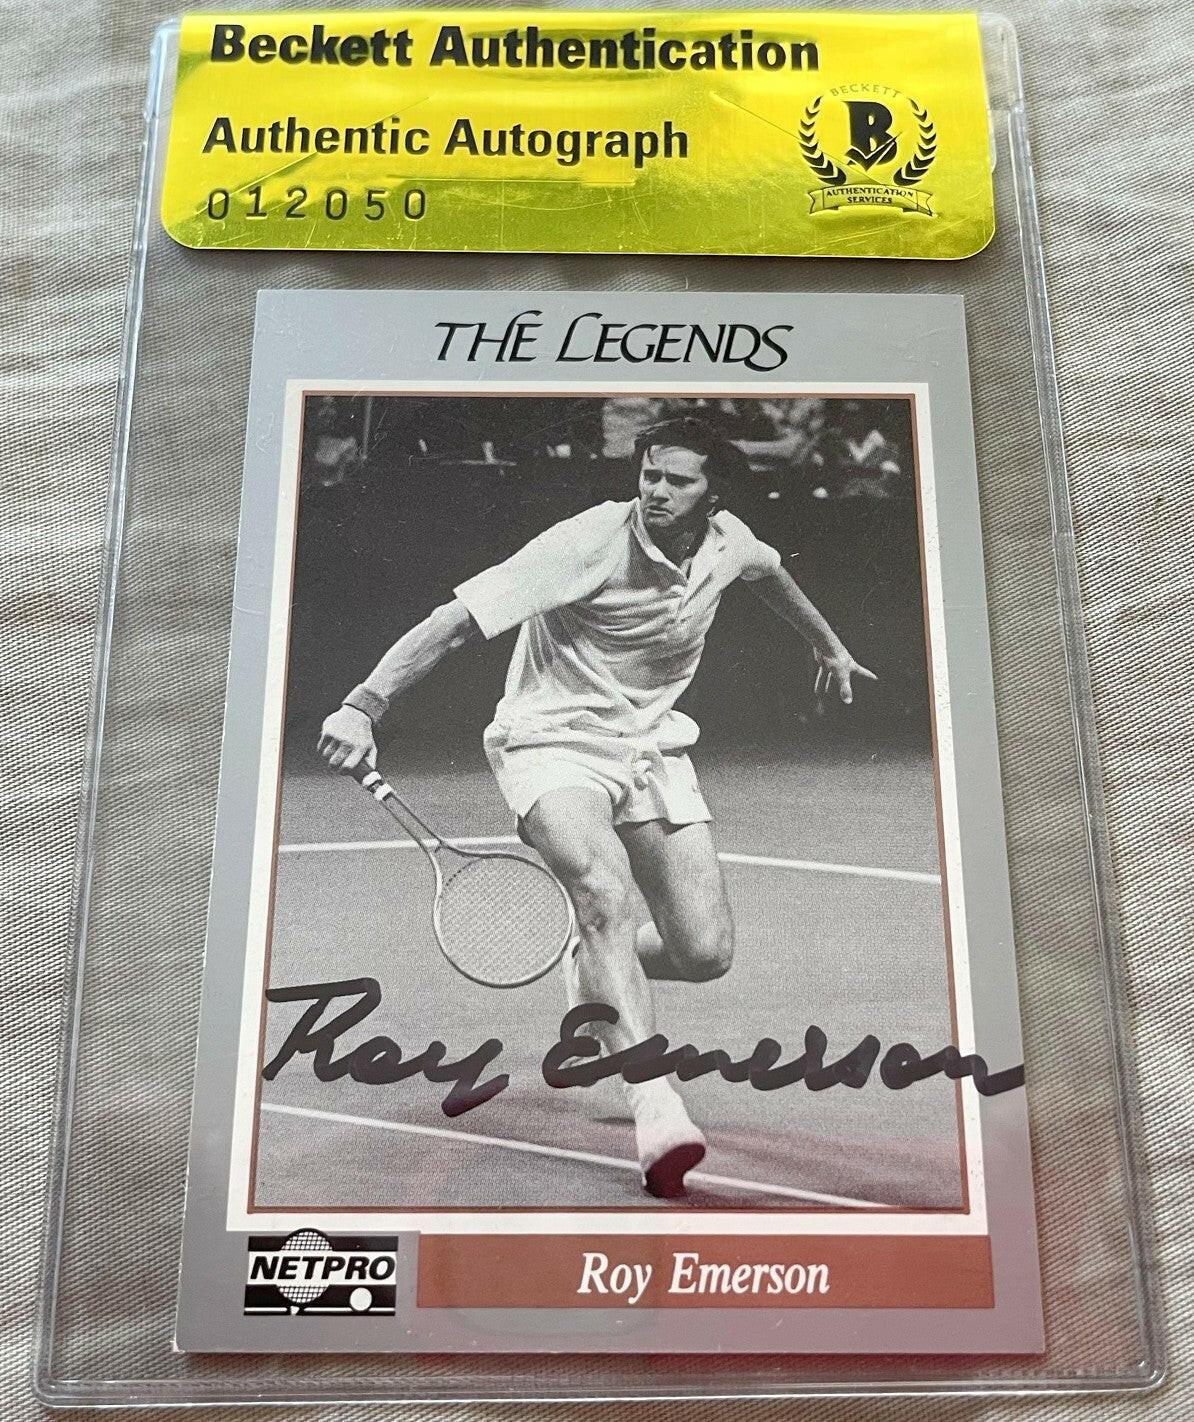 Beckett Authentication
Authentic Autograph
012050
BECKETT
B
AUTHENTICATION
SERVICES
THE LEGENDS
Roy Emerson
NETPRO
Roy Emerson